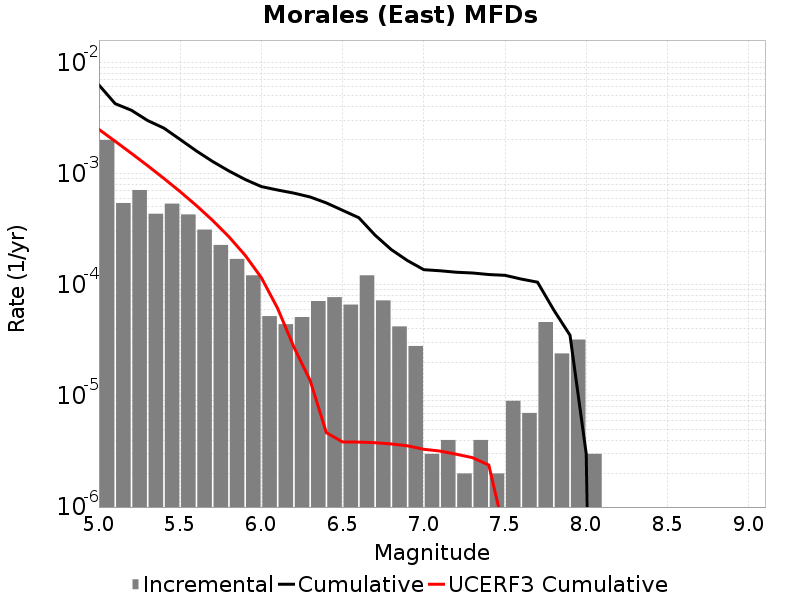 Morales (East) MFDs
Rate (1/yr)
10-2
10-3
10-4
10-5
10-6
5.0 5.5 6.0 6.5 7.0 7.5 8.0 8.5 9.0
Magnitude
Incremental Cumulative UCERF3 Cumulative